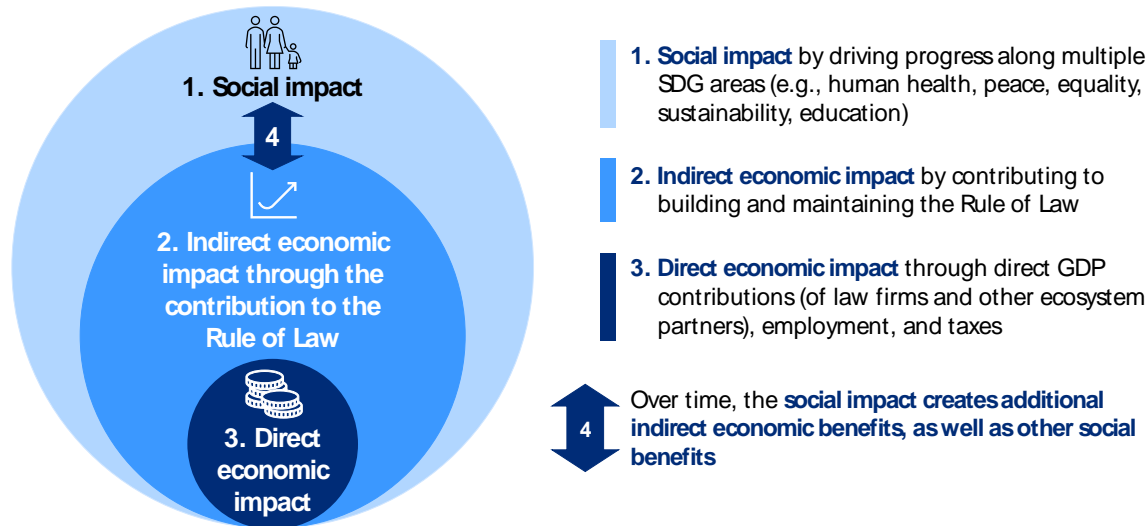 1. Social impact
4
2. Indirect economic
impact through the
contribution to the
Rule of Law
3. Direct
economic
impact
1. Social impact by driving progress along multiple
SDG areas (e.g., human health, peace, equality,
sustainability, education)
2. Indirect economic impact by contributing to
building and maintaining the Rule of Law
3. Direct economic impact through direct GDP
contributions (of law firms and other ecosystem
partners), employment, and taxes
4
Over time, the social impact creates additional
indirect economic benefits, as well as other social
benefits